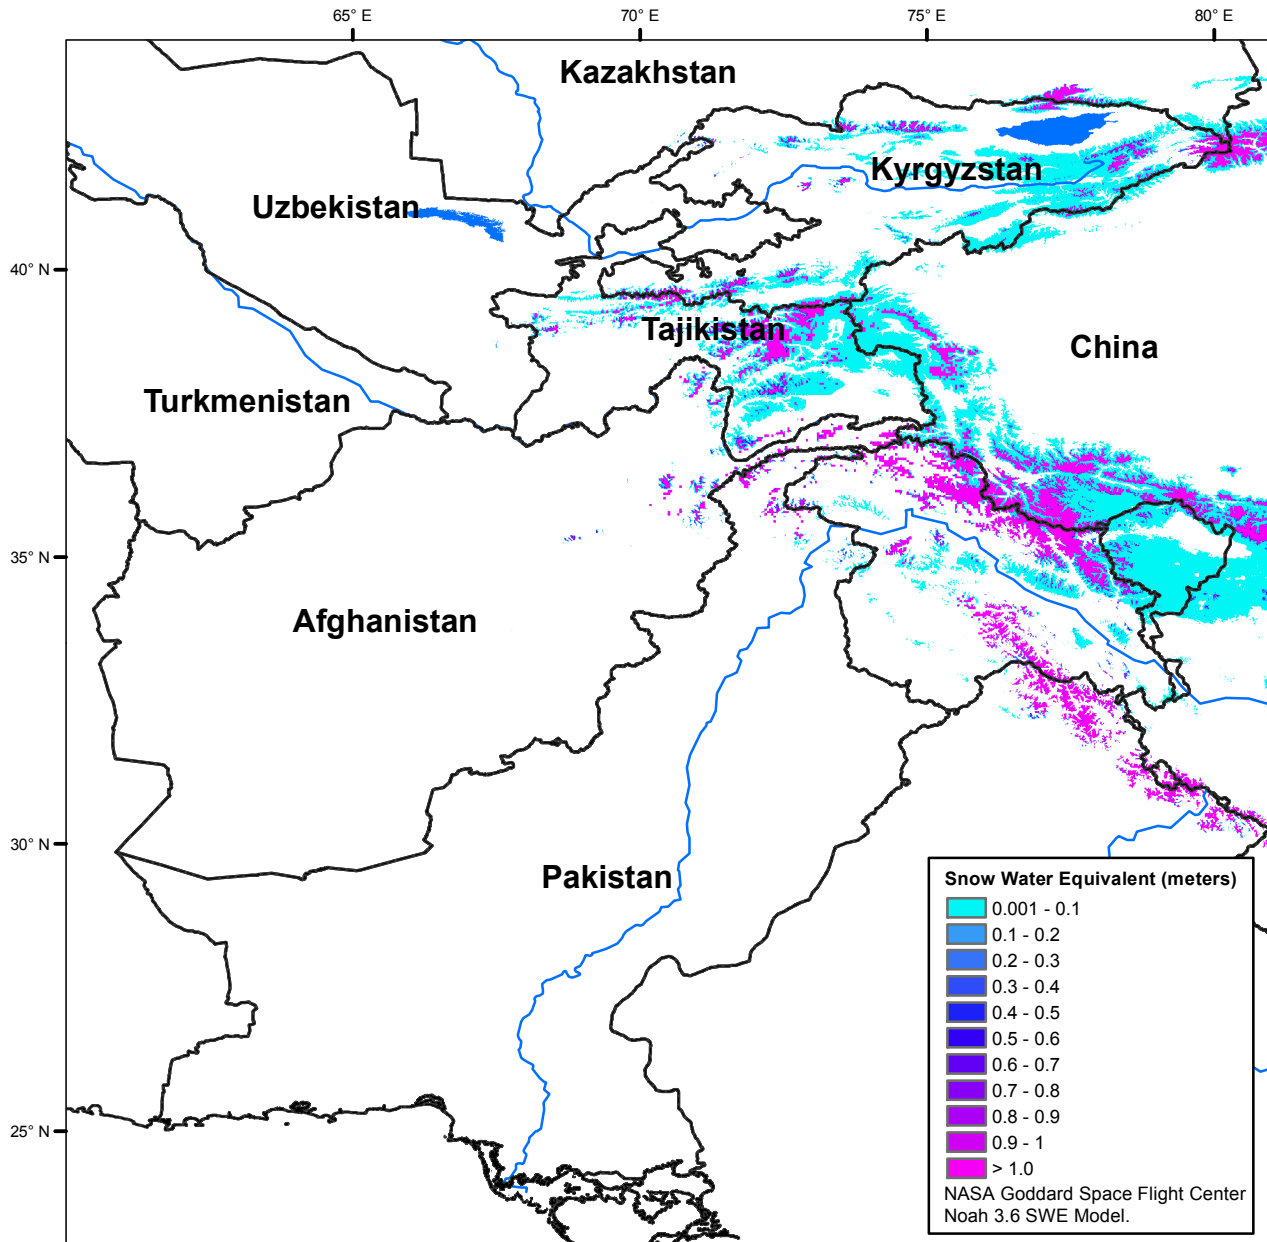 65° E
70° E
75° E
80° E
Kazakhstan
Kyrgyzstan
Uzbekistan
40° N
Tajikistan
China
Turkmenistan
35° N
Afghanistan
30° N
Pakistan
25° N
Snow Water Equivalent (meters)
0.001 - 0.1
0.1 - 0.2
0.2 - 0.3
0.3 - 0.4
0.4 - 0.5
0.5 - 0.6
0.6 - 0.7
0.7 - 0.8
0.8 - 0.9
0.9 - 1
> 1.0
NASA Goddard Space Flight Center
Noah 3.6 SWE Model.